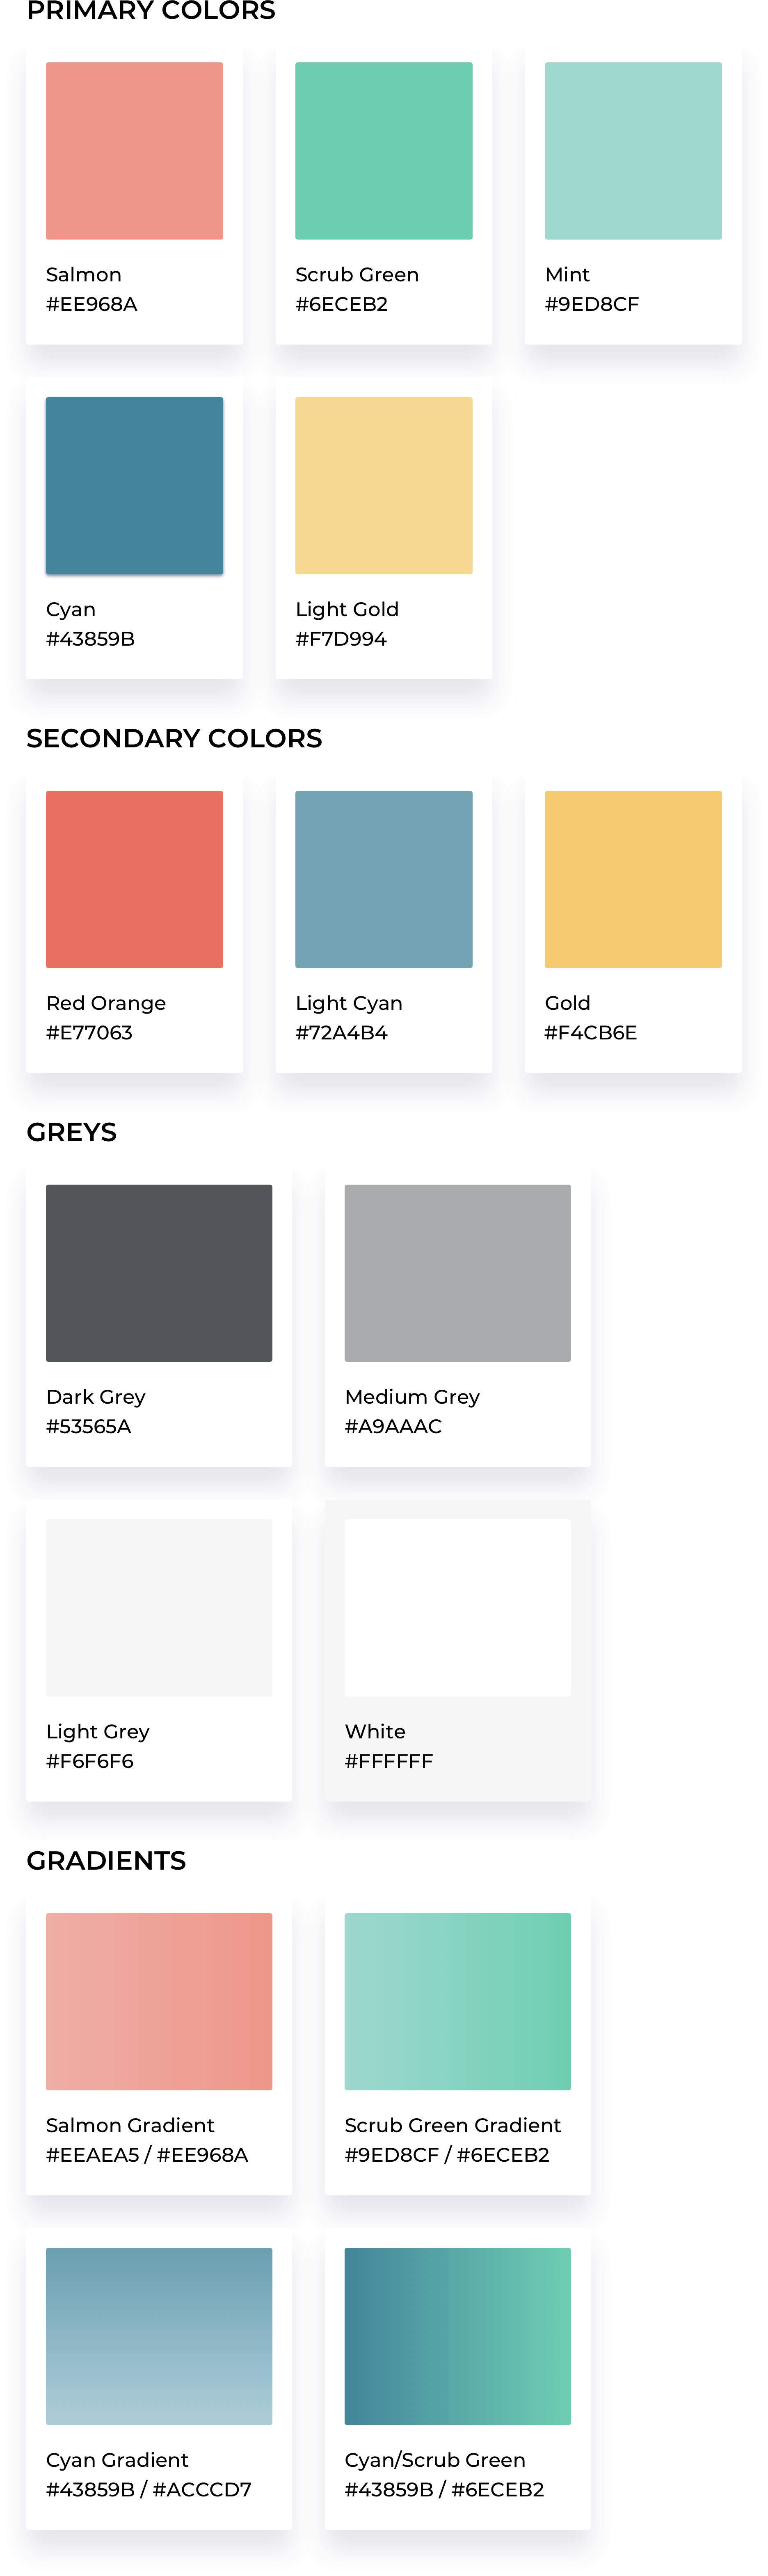 PRIMARY COLORS
Salmon
#EE968A
Scrub Green
#6ECEB2
Mint
#9ED8CF
Cyan
#43859B
Light Gold
#F7D994
SECONDARY COLORS
Red Orange
#E77063
Light Cyan
#72A4B4
Gold
#F4CB6E
GREYS
Dark Grey
#53565A
Medium Grey
#A9AAAC
Light Grey
#F6F6F6
White
#FFFFFF
GRADIENTS
Salmon Gradient
#EEAEA5 / #EE968A
Scrub Green Gradient
#9ED8CF / #6ECEB2
Cyan Gradient
#43859B / #ACCCD7
Cyan/Scrub Green
#43859B / #6ECEB2